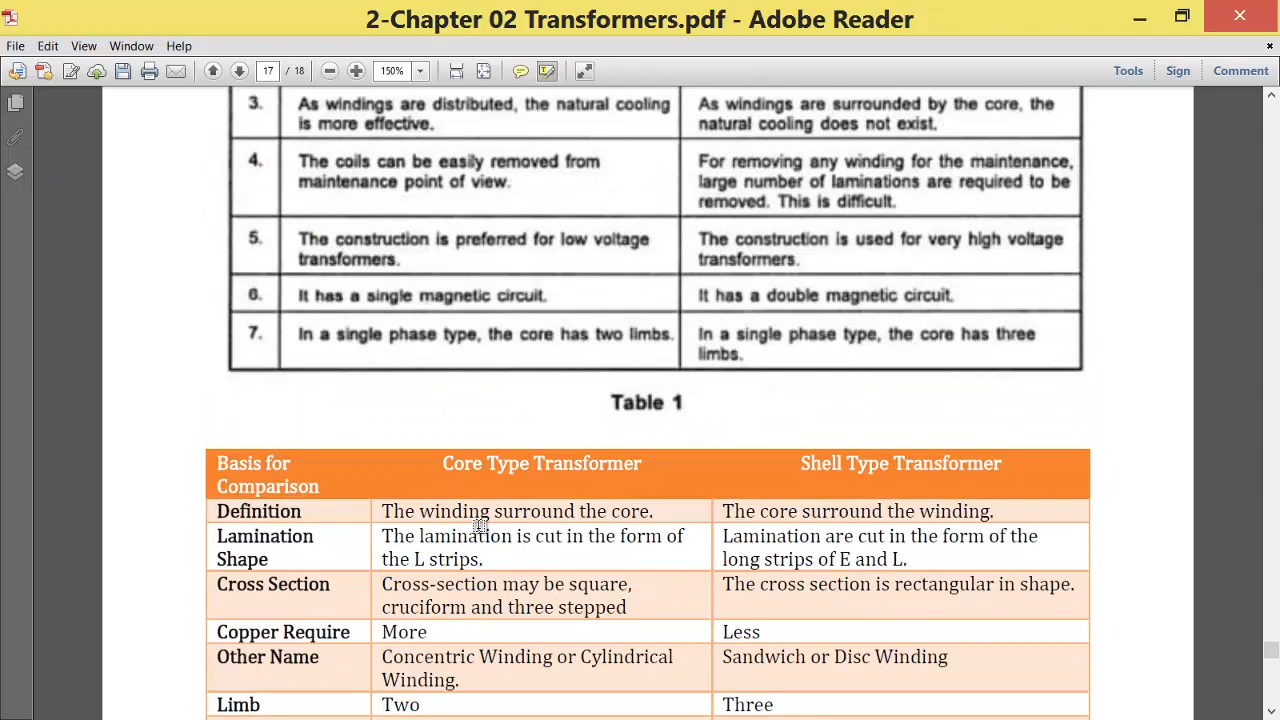 2-Chapter 02 Transformers.pdf - Adobe Reader
File Edit View Window Help
17 / 18 150% Tools Sign Comment
3. As windings are distributed, the natural cooling is more effective. As windings are surrounded by the core, the natural cooling does not exist.
4. The coils can be easily removed from maintenance point of view. For removing any winding for the maintenance, large number of laminations are required to be removed. This is difficult.
5. The construction is preferred for low voltage transformers. The construction is used for very high voltage transformers.
6. It has a single magnetic circuit. It has a double magnetic circuit.
7. In a single phase type, the core has two limbs. In a single phase type, the core has three limbs.
Table 1
Basis for Comparison Core Type Transformer Shell Type Transformer
Definition The winding surround the core. The core surround the winding.
Lamination Shape The lamination is cut in the form of the L strips. Lamination are cut in the form of the long strips of E and L.
Cross Section Cross-section may be square, cruciform and three stepped The cross section is rectangular in shape.
Copper Require More Less
Other Name Concentric Winding or Cylindrical Winding. Sandwich or Disc Winding
Limb Two Three